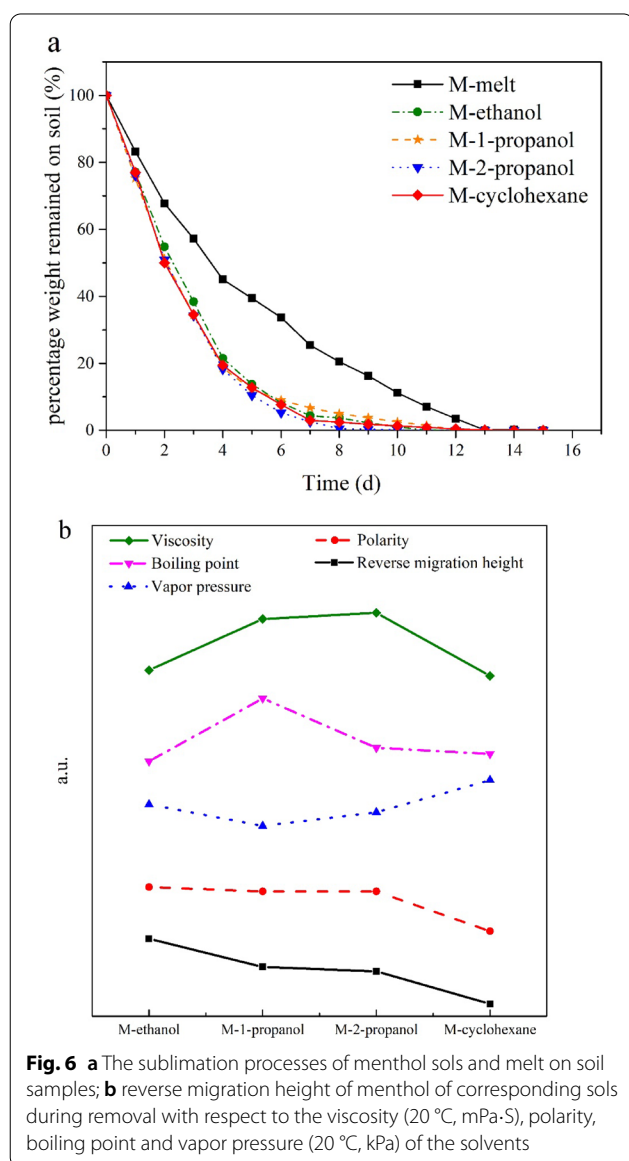 a
percentage weight remained on soil (%)
100
80
60
40
20
0
M-melt
M-ethanol
M-1-propanol
M-2-propanol
M-cyclohexane
0 2 4 6 8 10 12 14 16
Time (d)
b
Viscosity Polarity
Boiling point Reverse migration height
Vapor pressure
a.u.
M-ethanol M-1-propanol M-2-propanol M-cyclohexane
Fig. 6 a The sublimation processes of menthol sols and melt on soil
samples; b reverse migration height of menthol of corresponding sols
during removal with respect to the viscosity (20 °C, mPa·S), polarity,
boiling point and vapor pressure (20 °C, kPa) of the solvents